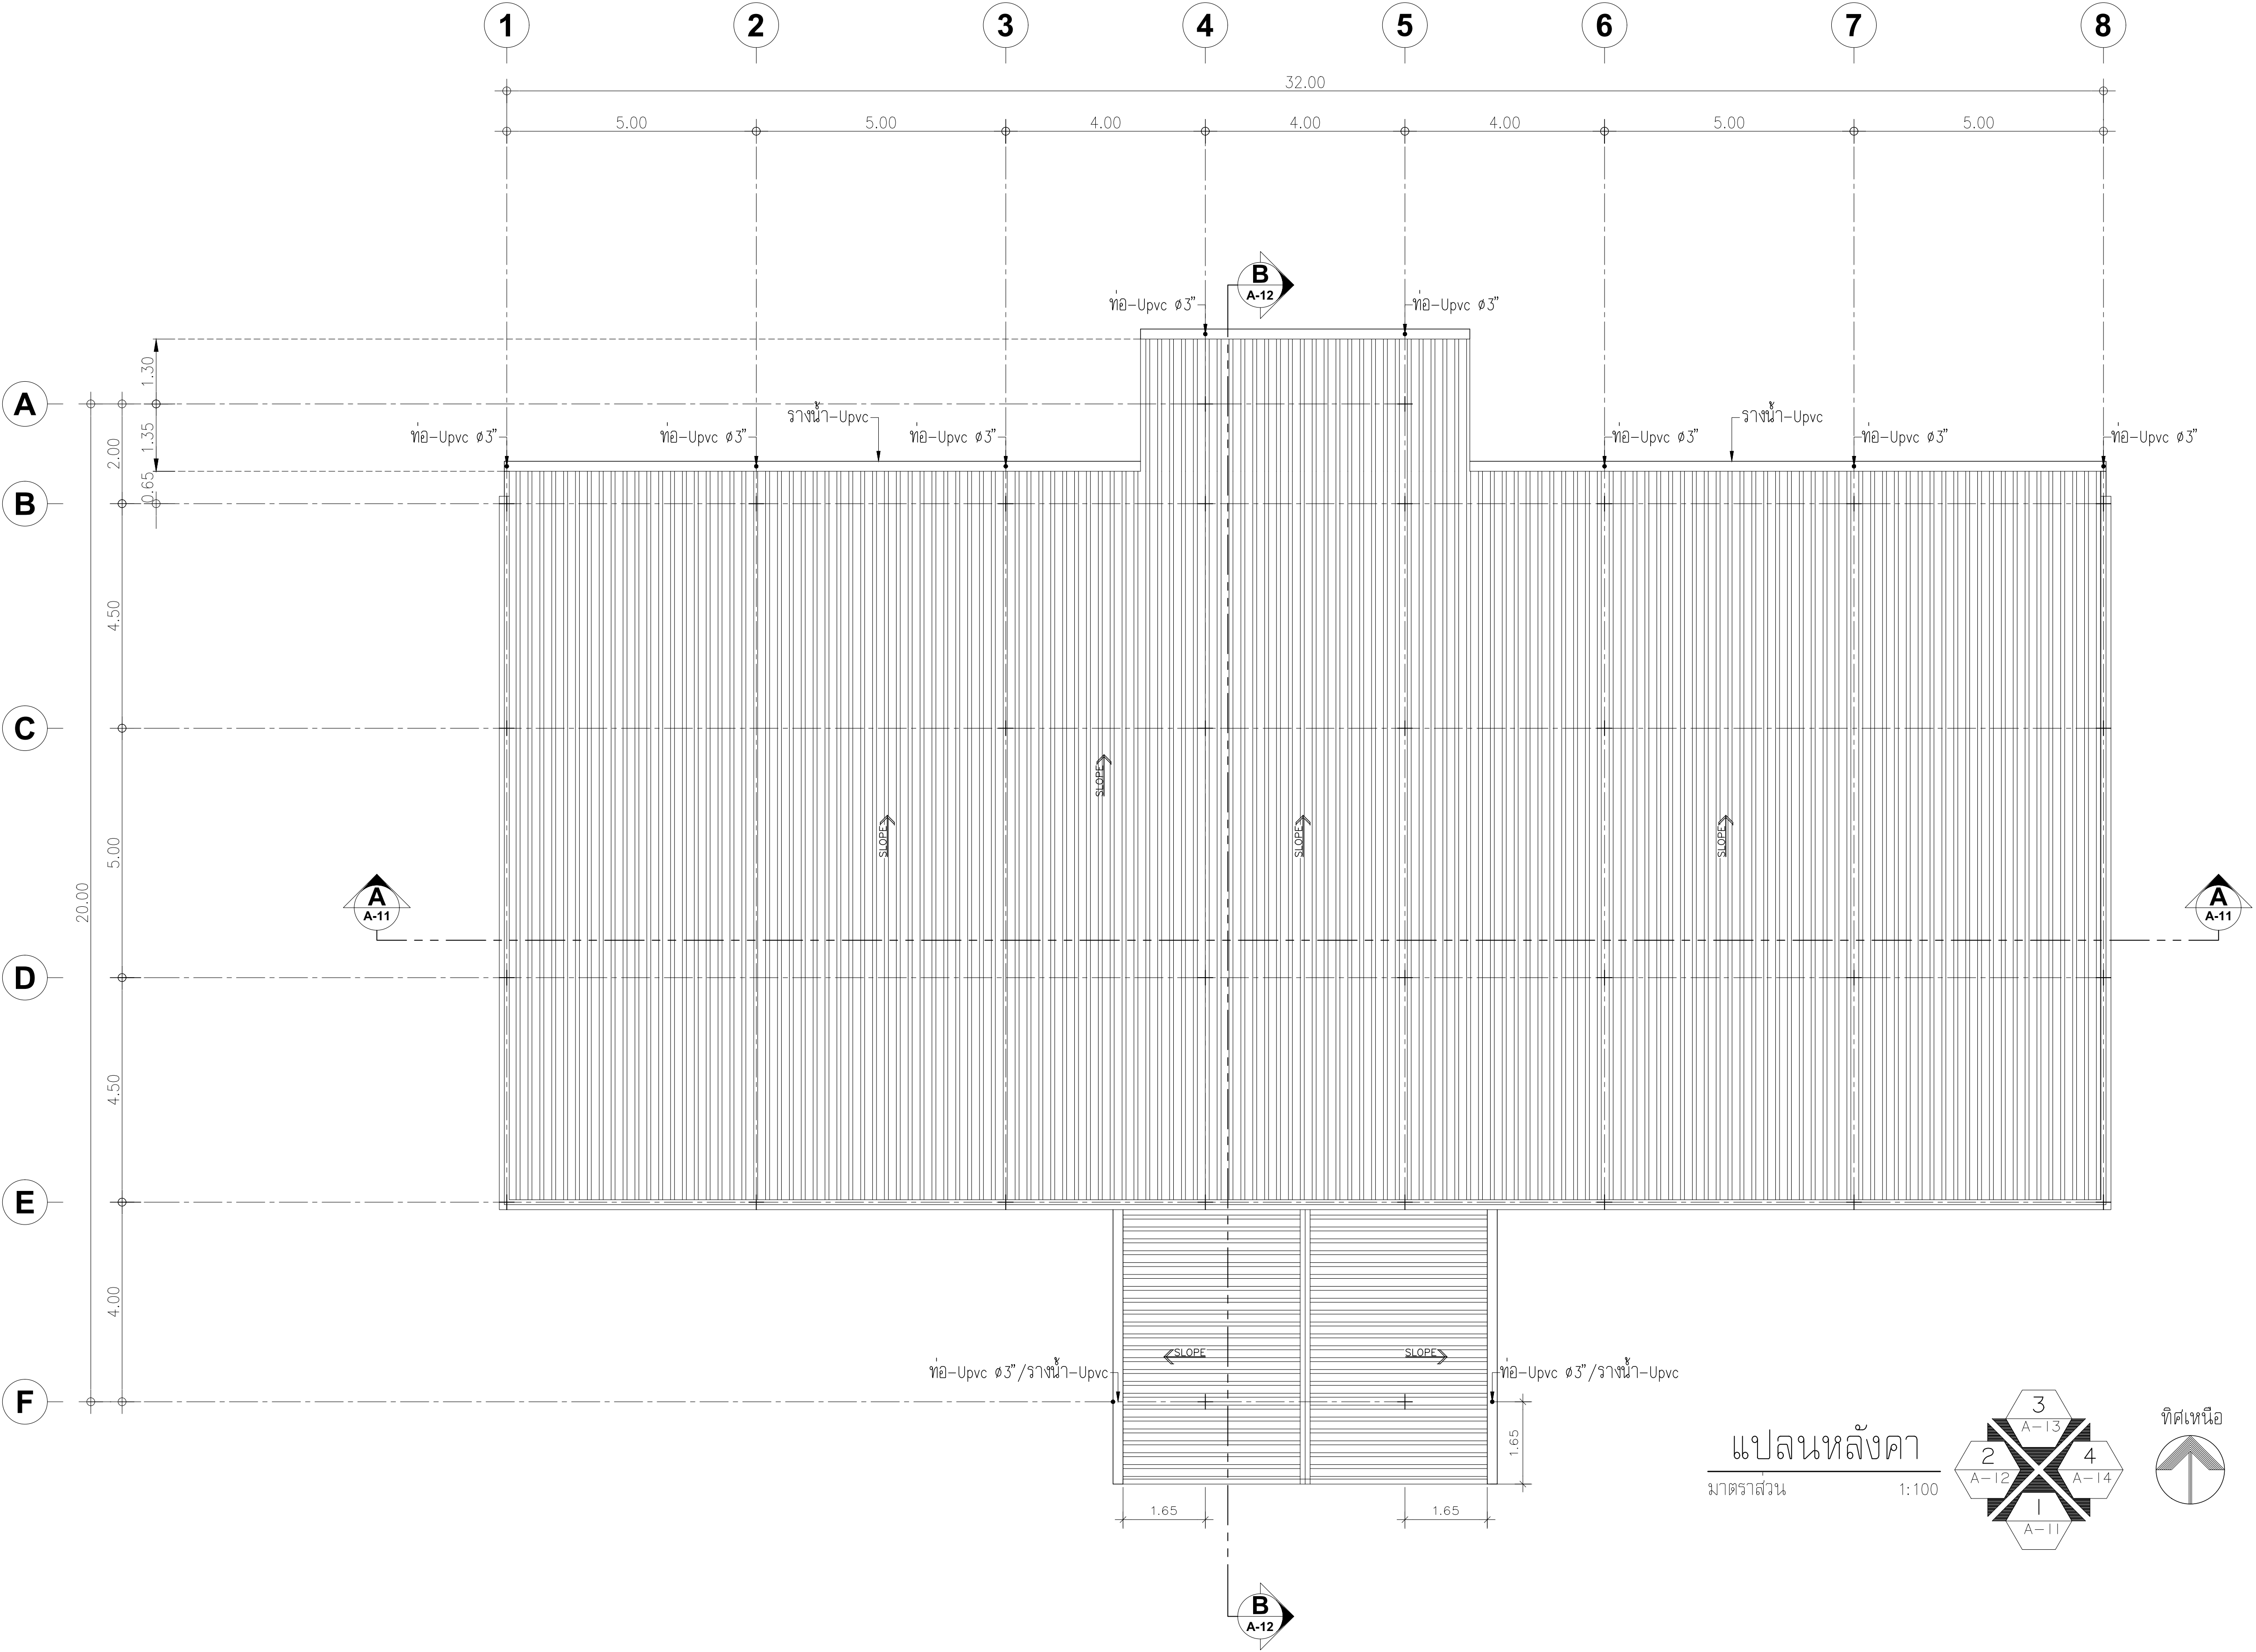 1 2 3 4 5 6 7 8
32.00
5.00 5.00 4.00 4.00 4.00 5.00 5.00
B
A-12
ท่อ-Upvc ø3” ท่อ-Upvc ø3”
1.30
A
รางน้ำ-Upvc รางน้ำ-Upvc
2.00 1.35
ท่อ-Upvc ø3” ท่อ-Upvc ø3” ท่อ-Upvc ø3” ท่อ-Upvc ø3” ท่อ-Upvc ø3” ท่อ-Upvc ø3”
0.65
B
4.50
C
SLOPE
SLOPE SLOPE SLOPE
5.00
20.00
A A
A-11 A-11
D
4.50
E
4.00
SLOPE SLOPE
ท่อ-Upvc ø3”/รางน้ำ-Upvc ท่อ-Upvc ø3”/รางน้ำ-Upvc
F
1.65
1.65 1.65
แปลนหลังคา
มาตราส่วน 1:100
3
A-13
2 4
A-12 A-14
1
A-11
ทิศเหนือ
B
A-12